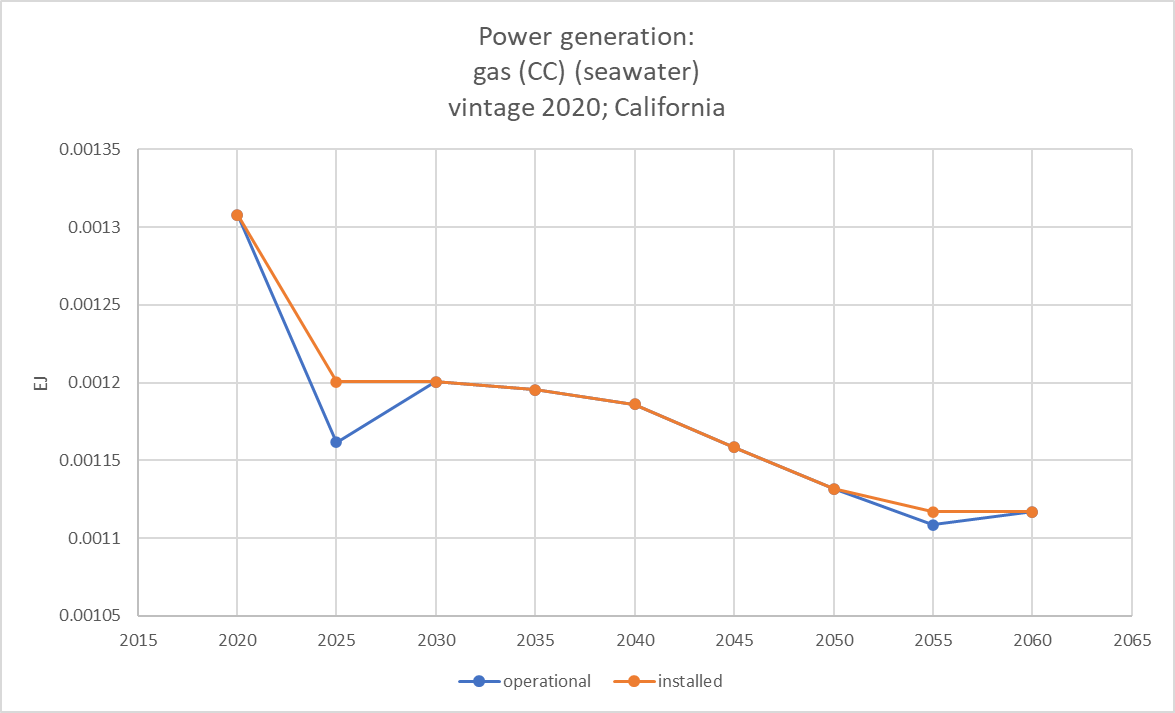 Power generation:
gas (CC) (seawater)
vintage 2020; California
0.00135
0.0013
0.00125
0.0012
0.00115
0.0011
0.00105
EJ
2015 2020 2025 2030 2035 2040 2045 2050 2055 2060 2065
operational installed